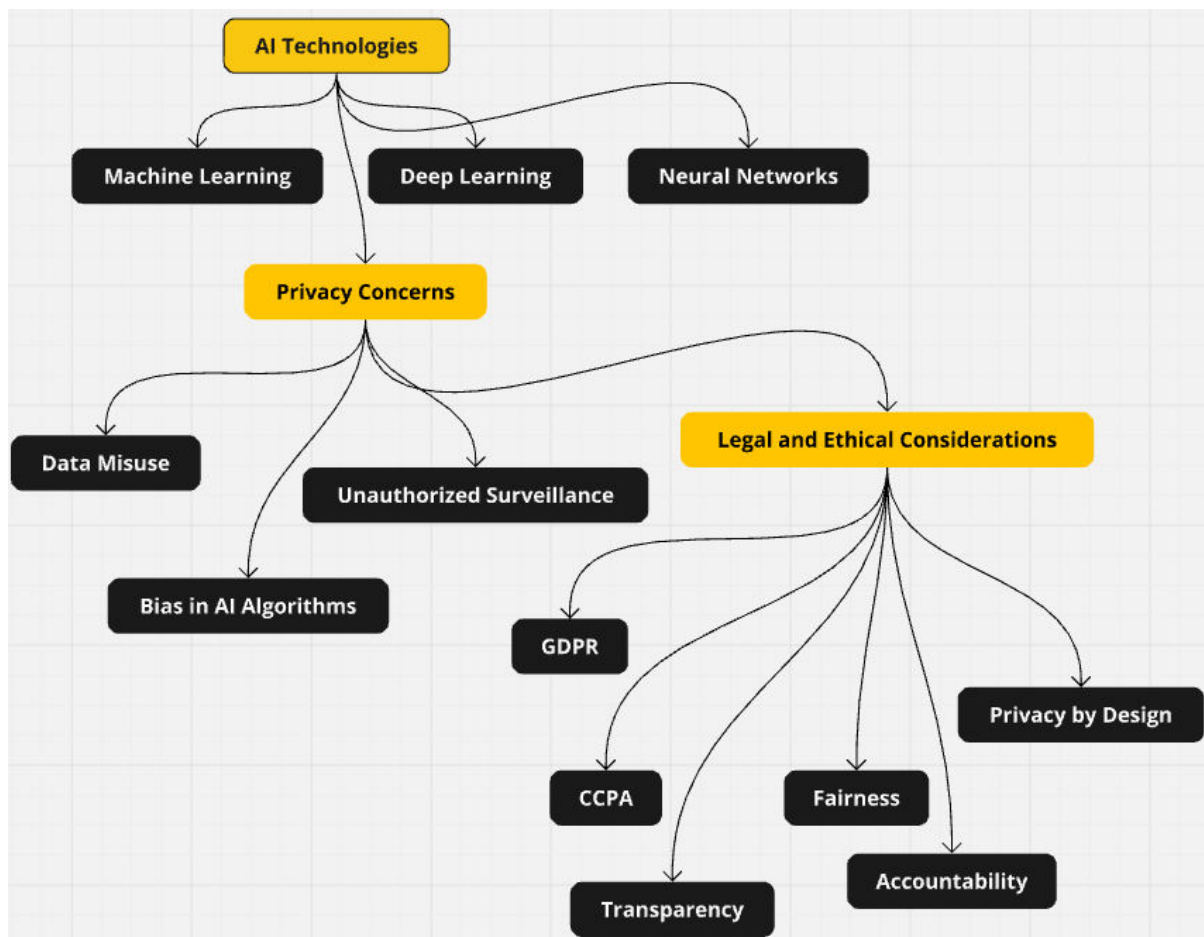 AI Technologies
Machine Learning
Deep Learning
Neural Networks
Privacy Concerns
Data Misuse
Unauthorized Surveillance
Legal and Ethical Considerations
Bias in AI Algorithms
GDPR
Privacy by Design
CCPA
Fairness
Accountability
Transparency